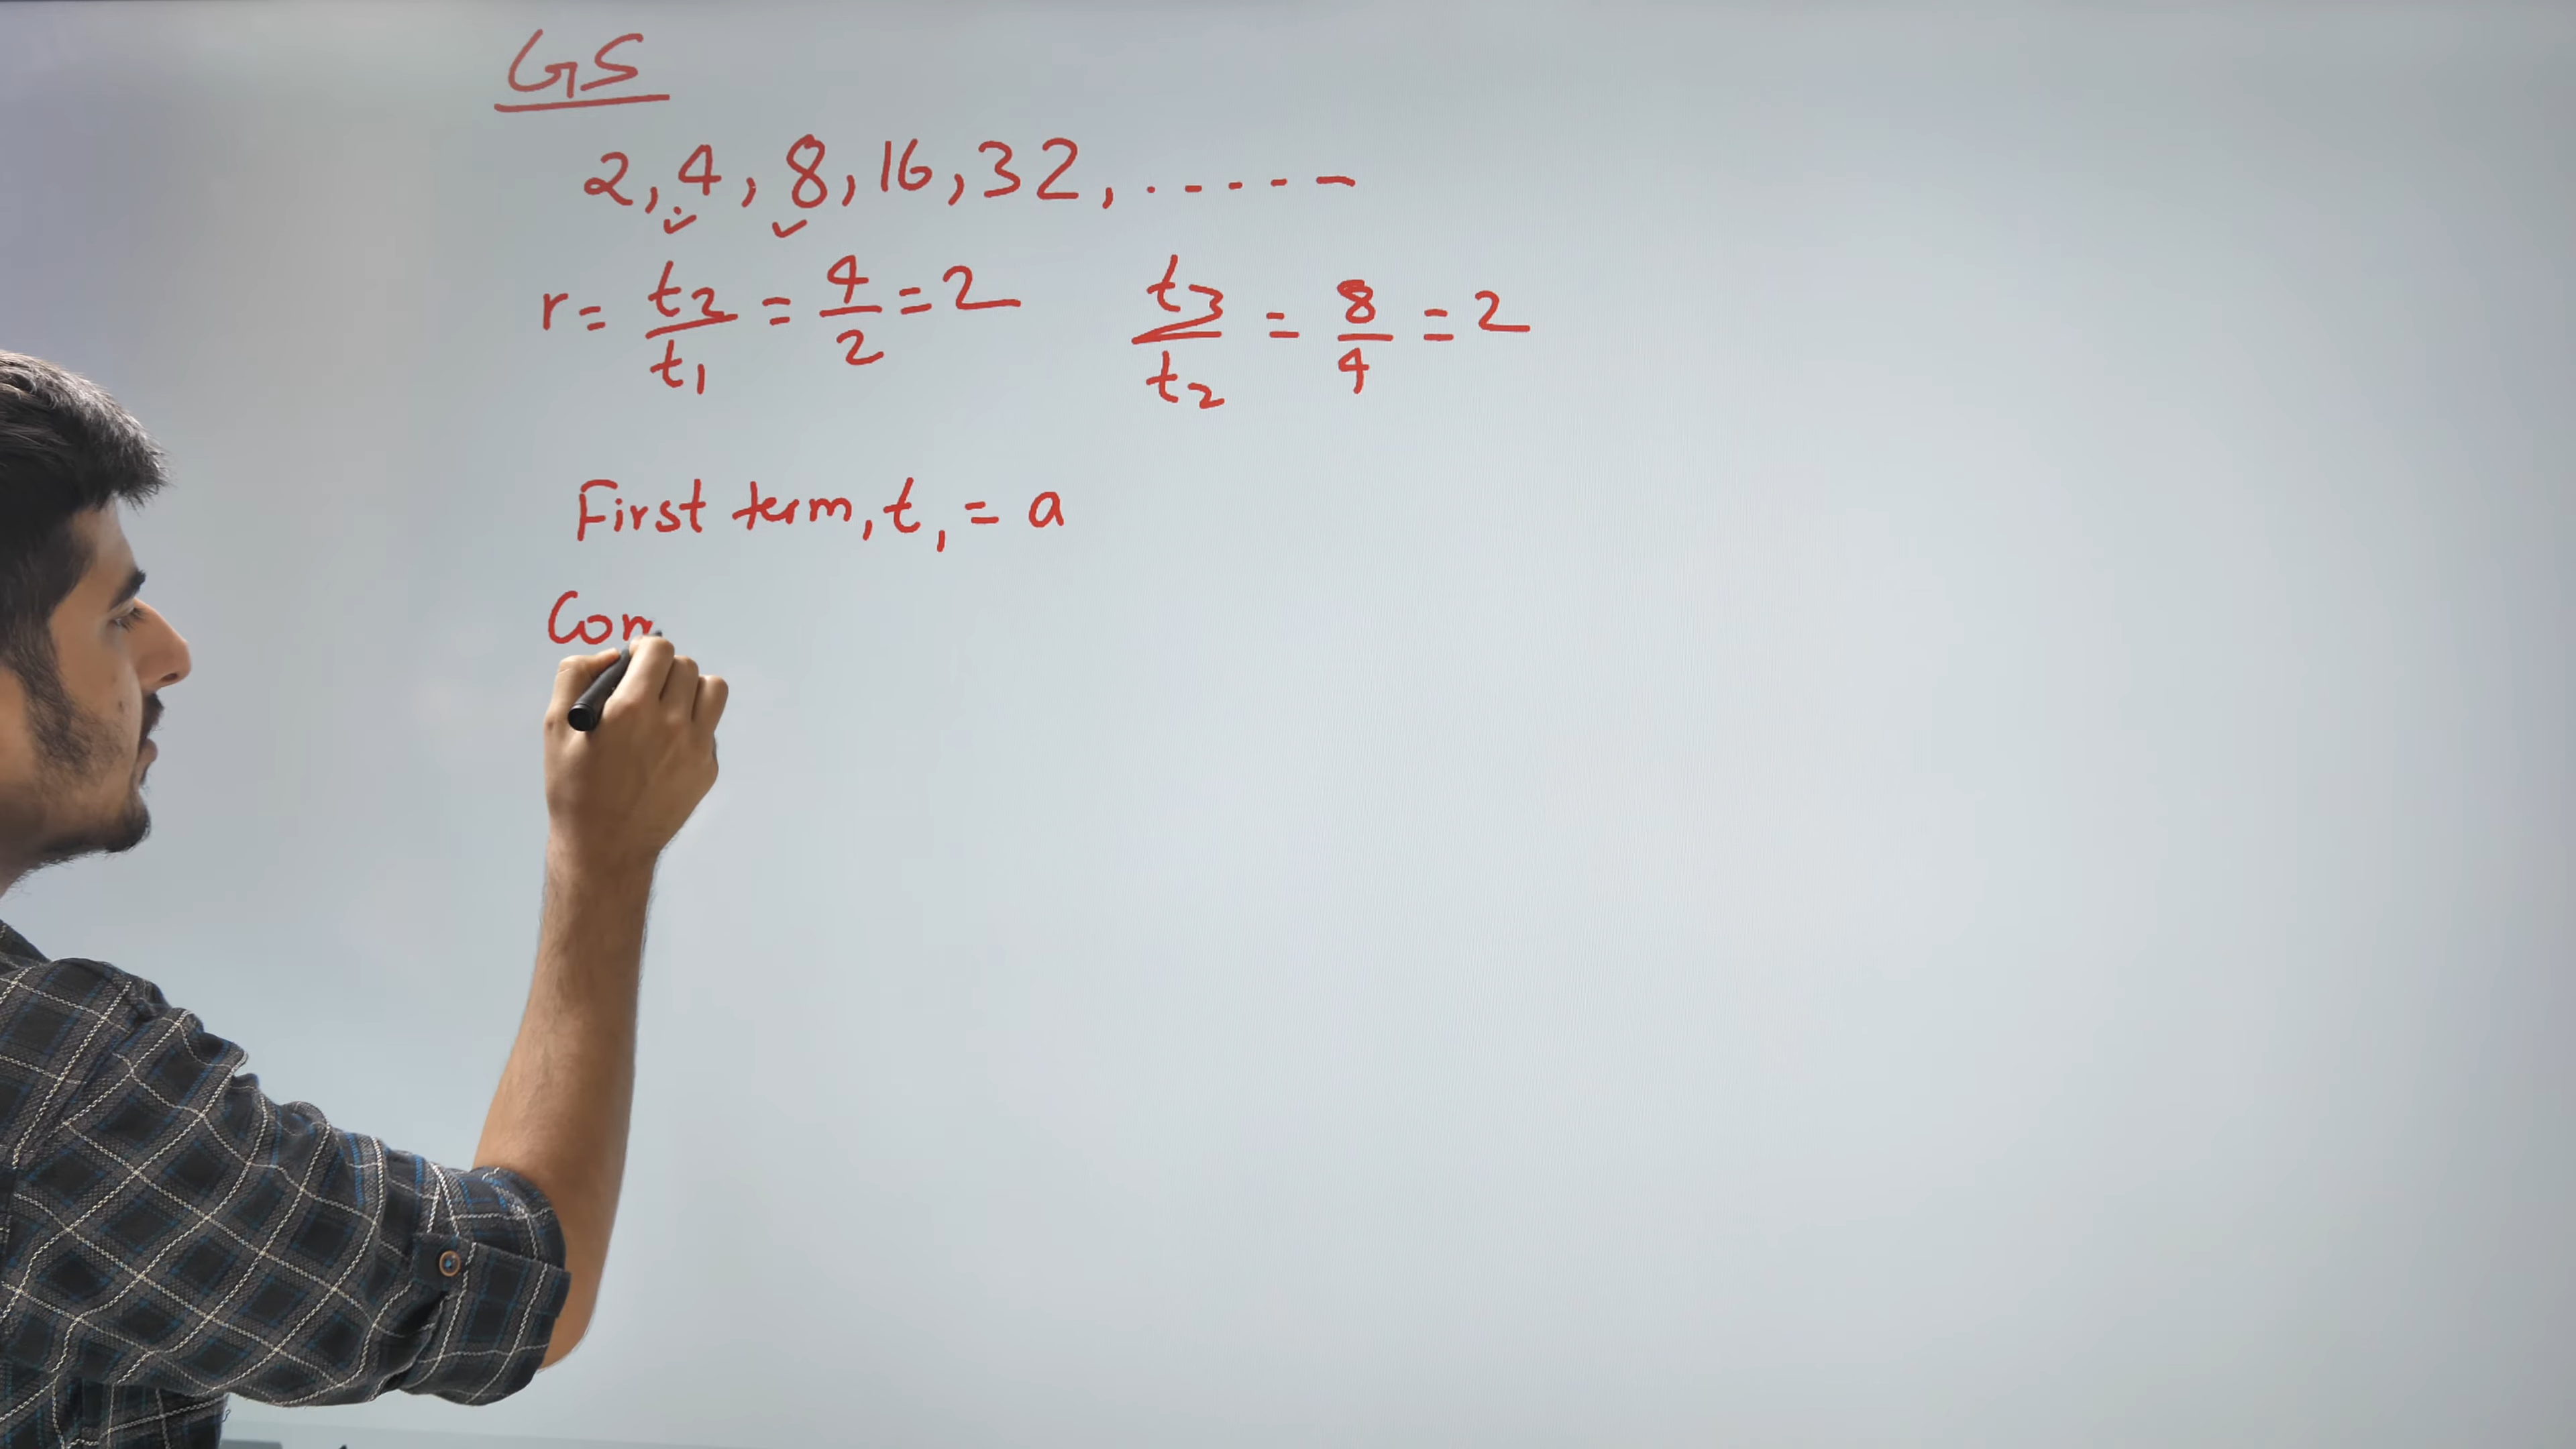 GS
2, 4, 8, 16, 32, . - - - - -
r = t2/t1 = 4/2 = 2    t3/t2 = 8/4 = 2
First term, t1 = a
Com